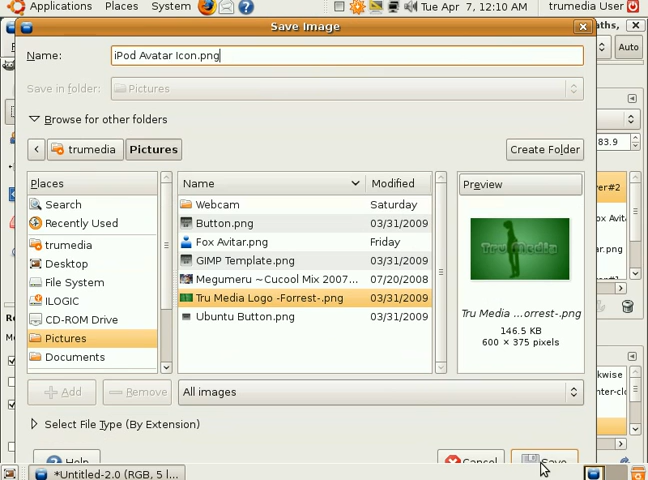 Applications Places System Tue Apr 7, 12:10 AM trumedia User
Save Image
Name: iPod Avatar Icon.png
Auto
Save in folder: Pictures
Browse for other folders
trumedia Pictures Create Folder
83.9
Places Name Modified Preview
Search Webcam Saturday
Recently Used Button.png 03/31/2009
trumedia Fox Avitar.png Friday
Desktop GIMP Template.png 03/31/2009
File System Megumeru ~Cucool Mix 2007... 07/20/2008
ILOGIC Tru Media Logo -Forrest-.png 03/31/2009
CD-ROM Drive Ubuntu Button.png 03/31/2009
Pictures
Documents
Tru Media
Tru Media ...orrest-.png
146.5 KB
600 × 375 pixels
Add Remove All images
Select File Type (By Extension)
Help Cancel Save
*Untitled-2.0 (RGB, 5 l...